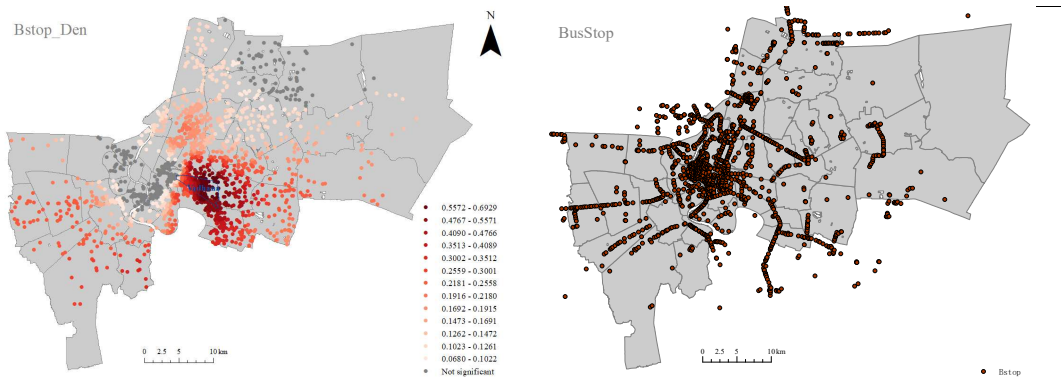 Bstop_Den
N
0.5572 - 0.6929
0.4767 - 0.5571
0.4090 - 0.4766
0.3513 - 0.4089
0.3002 - 0.3512
0.2559 - 0.3001
0.2181 - 0.2558
0.1916 - 0.2180
0.1692 - 0.1915
0.1473 - 0.1691
0.1262 - 0.1472
0.1023 - 0.1261
0.0680 - 0.1022
Not significant
0 2.5 5 10 km
BusStop
0 2.5 5 10 km
Bstop